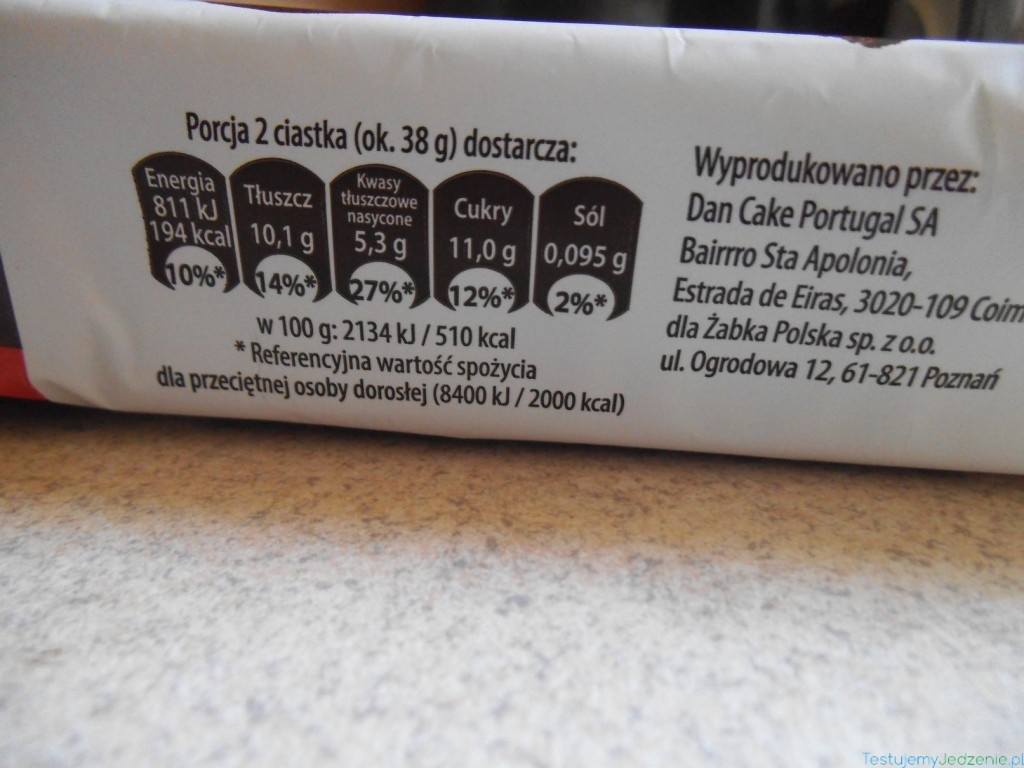 Porcja 2 ciastka (ok. 38 g) dostarcza:
Energia
811 kJ
194 kcal
10%*
Tłuszcz
10,1 g
14%*
Kwasy
tłuszczowe
nasycone
5,3 g
27%*
Cukry
11,0 g
12%*
Sól
0,095 g
2%*
w 100 g: 2134 kJ / 510 kcal
* Referencyjna wartość spożycia
dla przeciętnej osoby dorosłej (8400 kJ / 2000 kcal)
Wyprodukowano przez:
Dan Cake Portugal SA
Bairrro Sta Apolonia,
Estrada de Eiras, 3020-109 Coim
dla Żabka Polska sp. z o.o.
ul. Ogrodowa 12, 61-821 Poznań
TestujemyJedzenie.pl